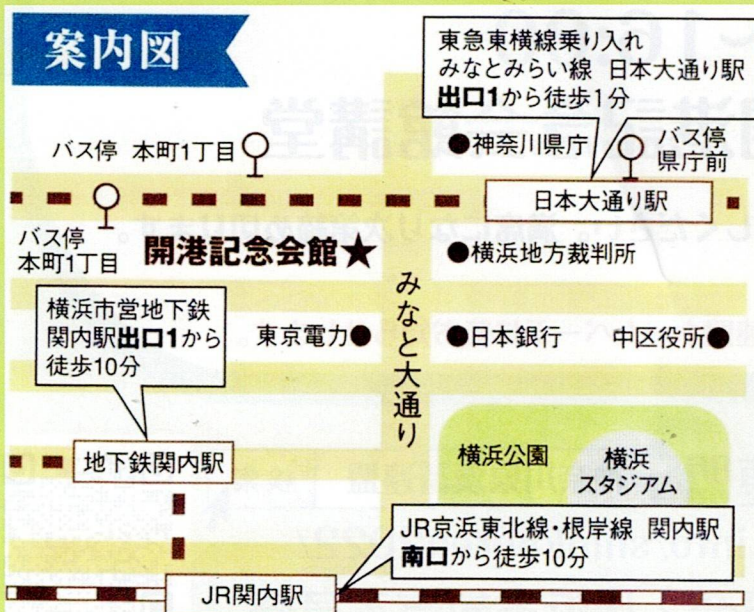 案内図
東急東横線乗り入れ
みなとみらい線 日本大通り駅
出口1から徒歩1分
バス停 本町1丁目
●神奈川県庁
バス停
県庁前
日本大通り駅
バス停
本町1丁目
開港記念会館★
●横浜地方裁判所
みなと大通り
横浜市営地下鉄
関内駅出口1から
徒歩10分
東京電力●
●日本銀行
中区役所●
地下鉄関内駅
横浜公園
横浜
スタジアム
JR京浜東北線・根岸線 関内駅
南口から徒歩10分
JR関内駅